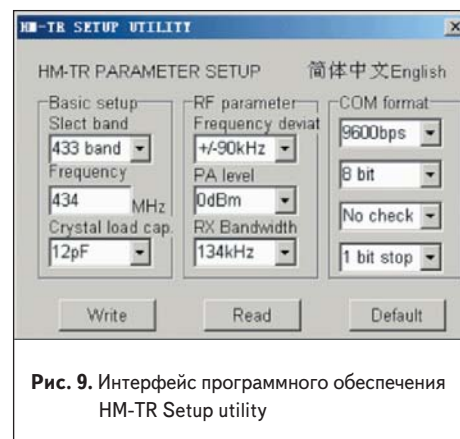 HM-TR SETUP UTILITY
HM-TR PARAMETER SETUP 简体中文English
Basic setup
Slect band
433 band
Frequency
434 MHz
Crystal load cap.
12pF
RF parameter
Frequency deviat
+/-90kHz
PA level
0dBm
RX Bandwidth
134kHz
COM format
9600bps
8 bit
No check
1 bit stop
Write Read Default
Рис. 9. Интерфейс программного обеспечения
HM-TR Setup utility